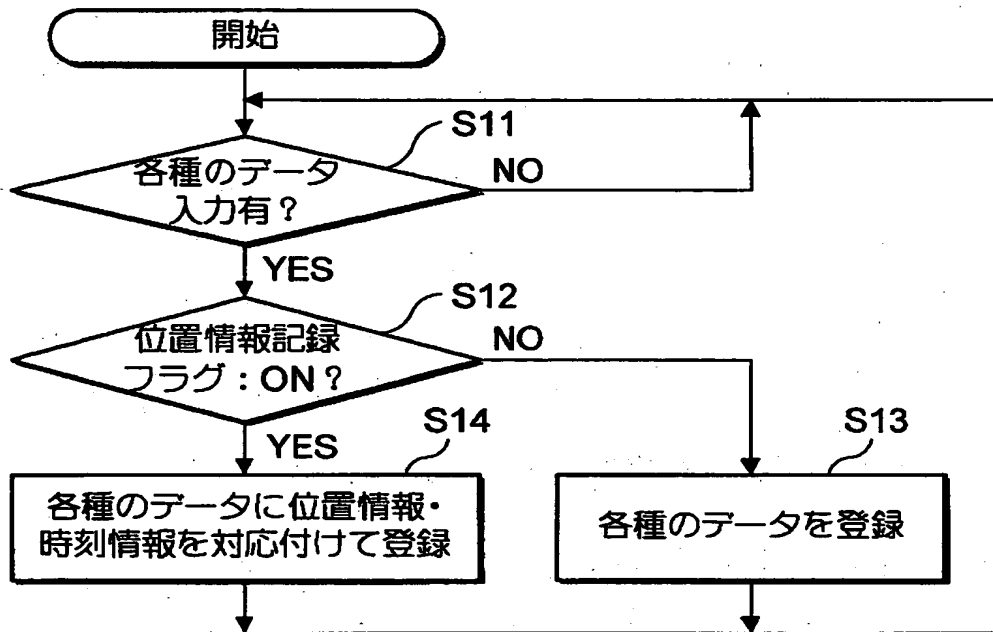 開始
S11
各種のデータ
入力有?
NO
YES
S12
位置情報記録
フラグ:ON?
NO
YES
S14
S13
各種のデータに位置情報・
時刻情報を対応付けて登録
各種のデータを登録